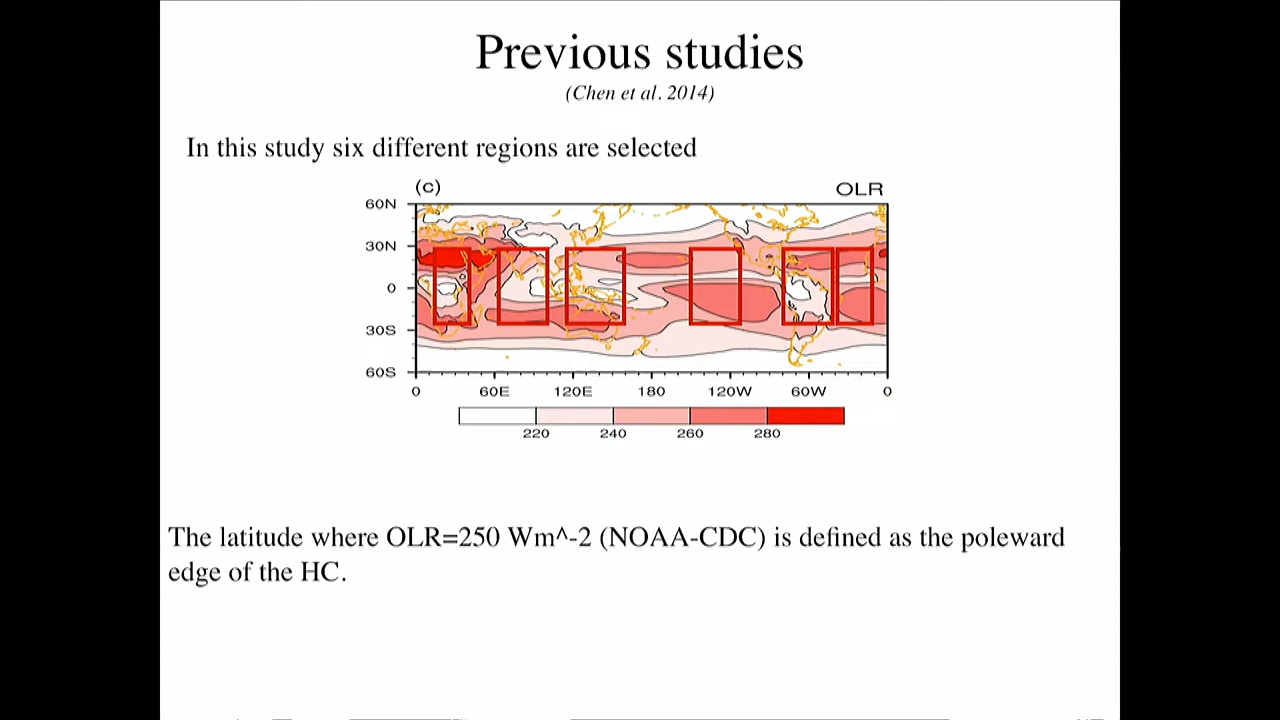 Previous studies
(Chen et al. 2014)
In this study six different regions are selected
(c) OLR
60N
30N
0
30S
60S
0 60E 120E 180 120W 60W 0
220 240 260 280
The latitude where OLR=250 Wm^-2 (NOAA-CDC) is defined as the poleward
edge of the HC.